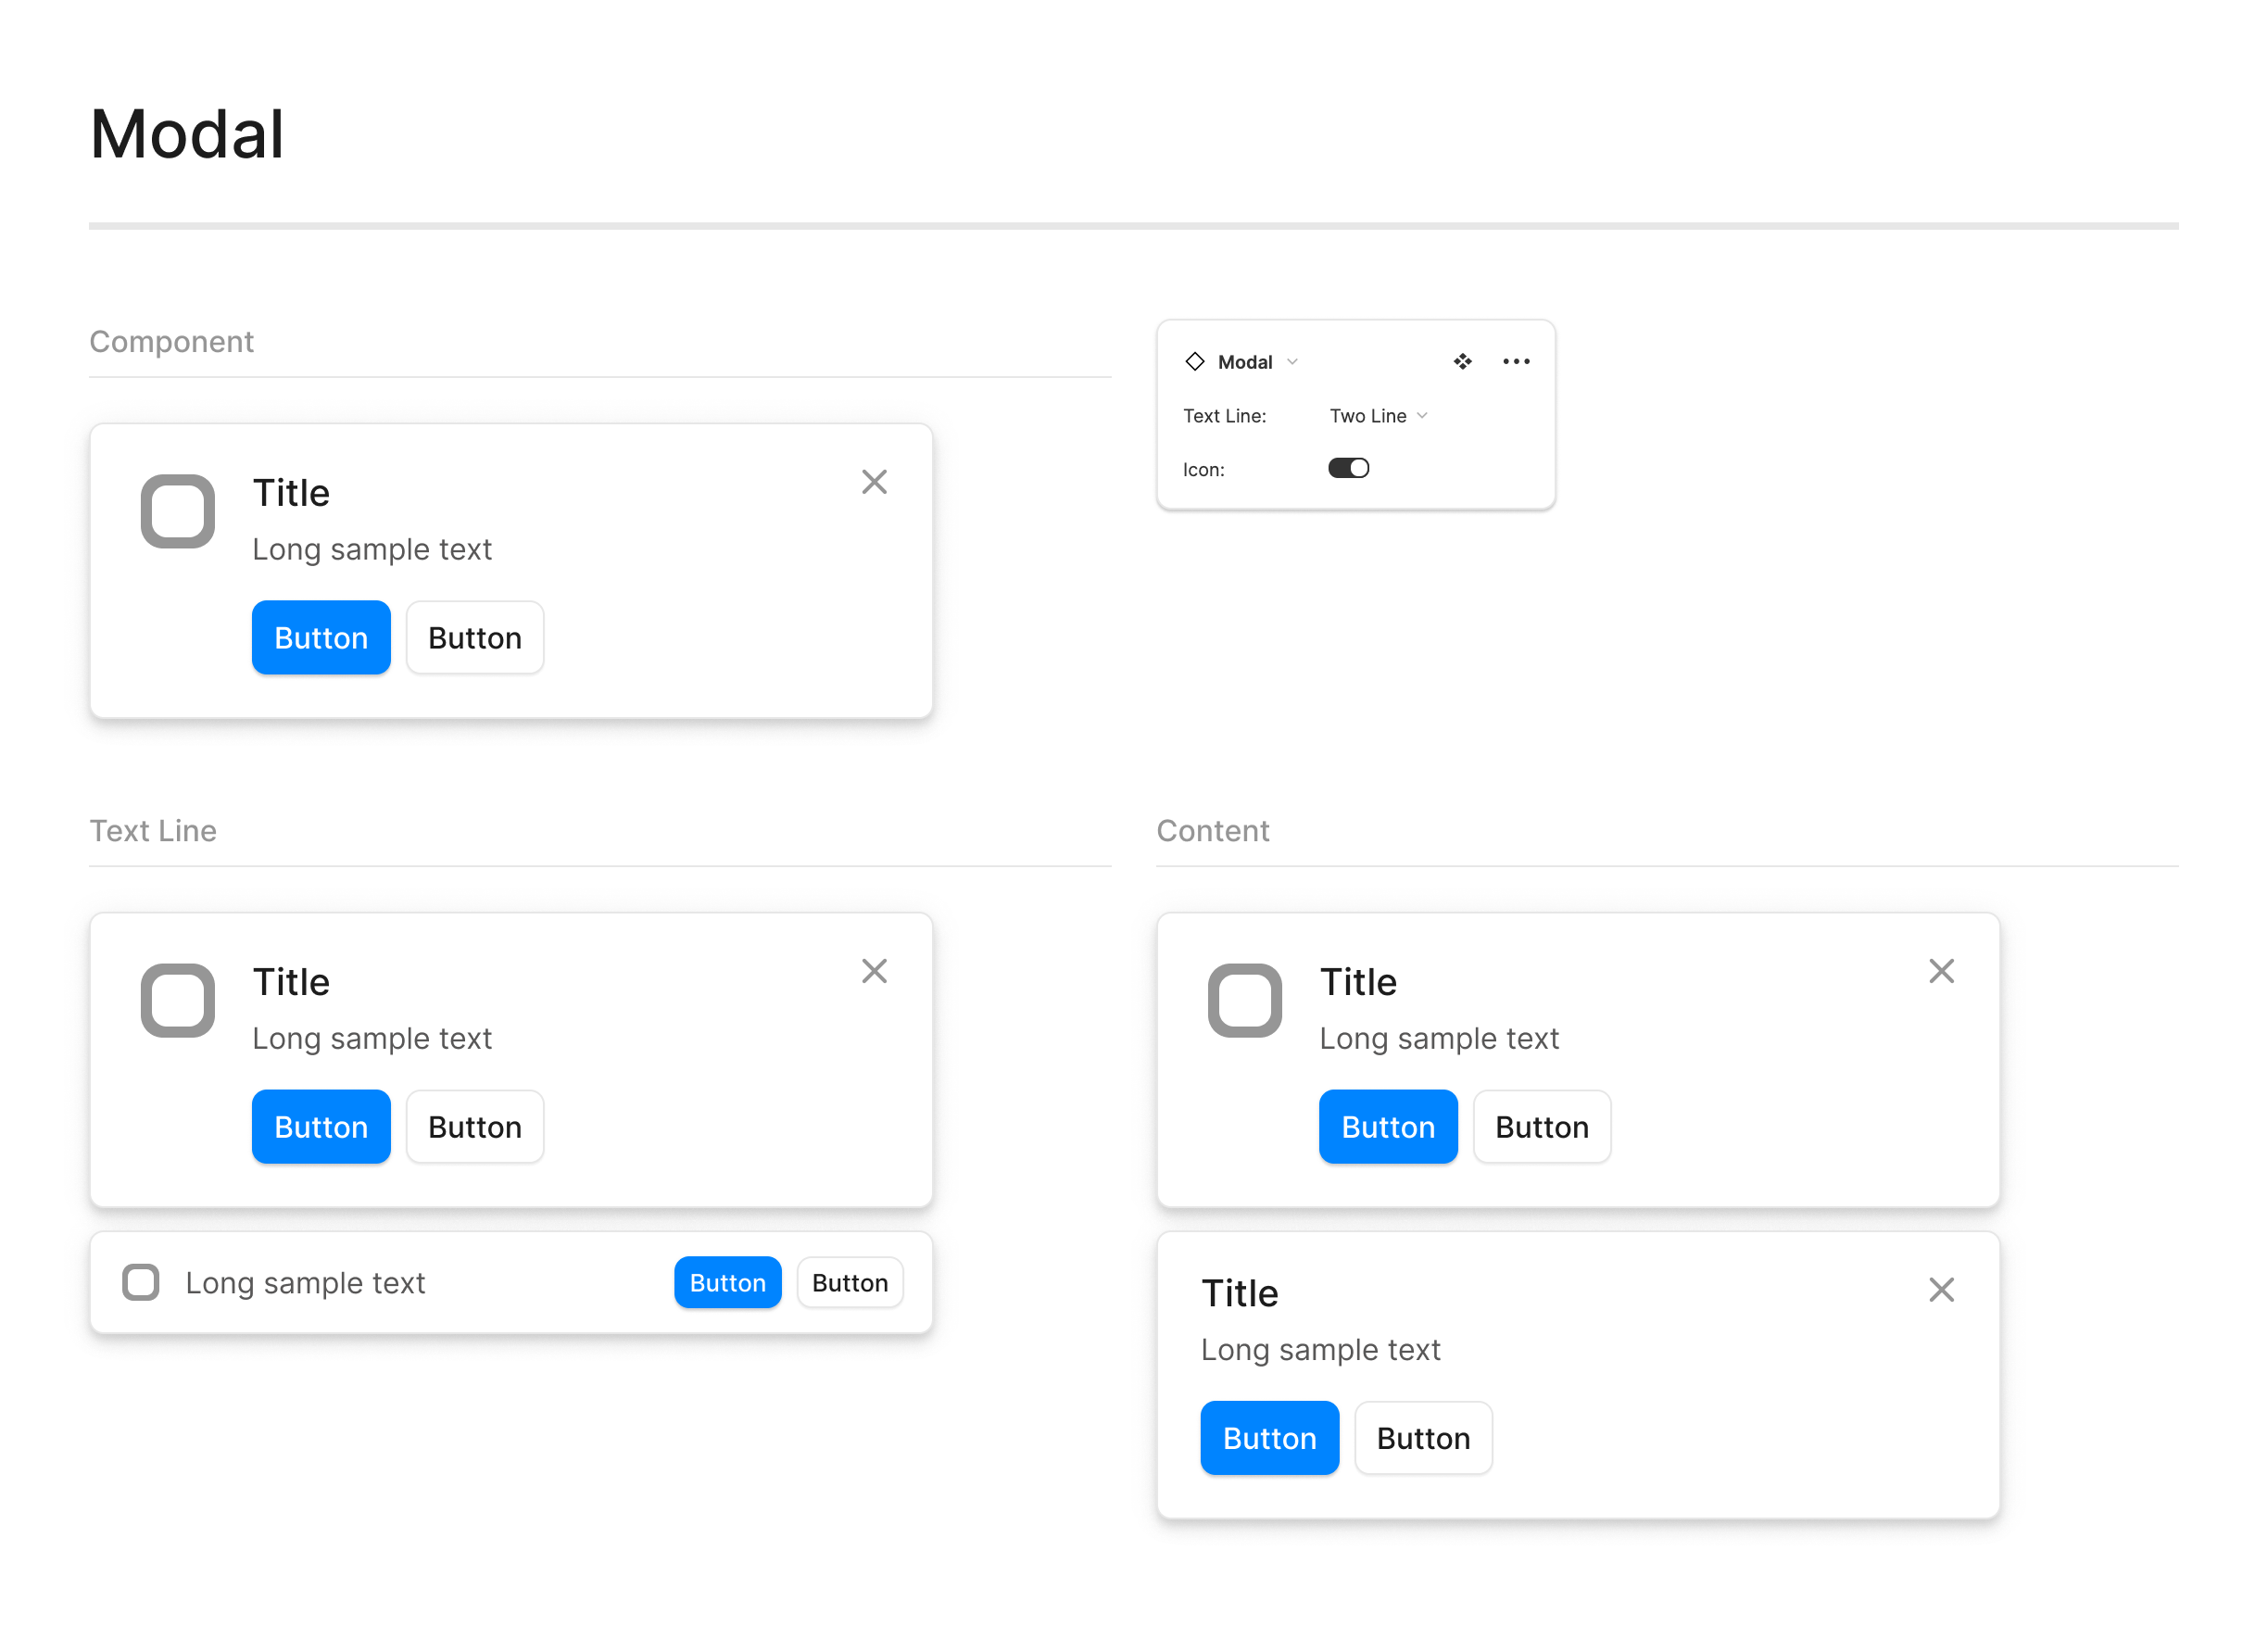 Modal
Component
Title
Long sample text
Button Button
Modal
Text Line: Two Line
Icon:
Text Line
Title
Long sample text
Button Button
Long sample text Button Button
Content
Title
Long sample text
Button Button
Title
Long sample text
Button Button